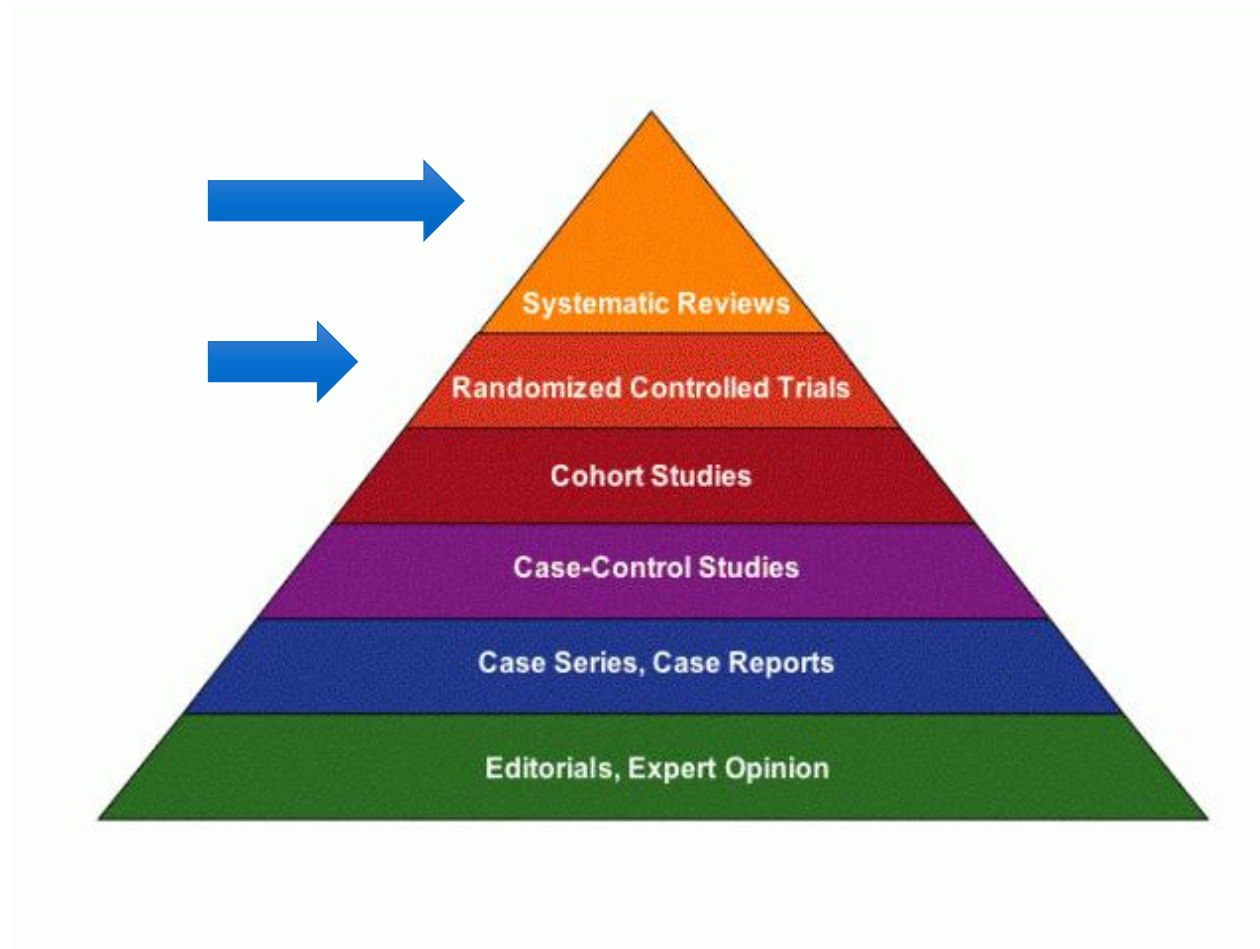 Systematic Reviews
Randomized Controlled Trials
Cohort Studies
Case-Control Studies
Case Series, Case Reports
Editorials, Expert Opinion